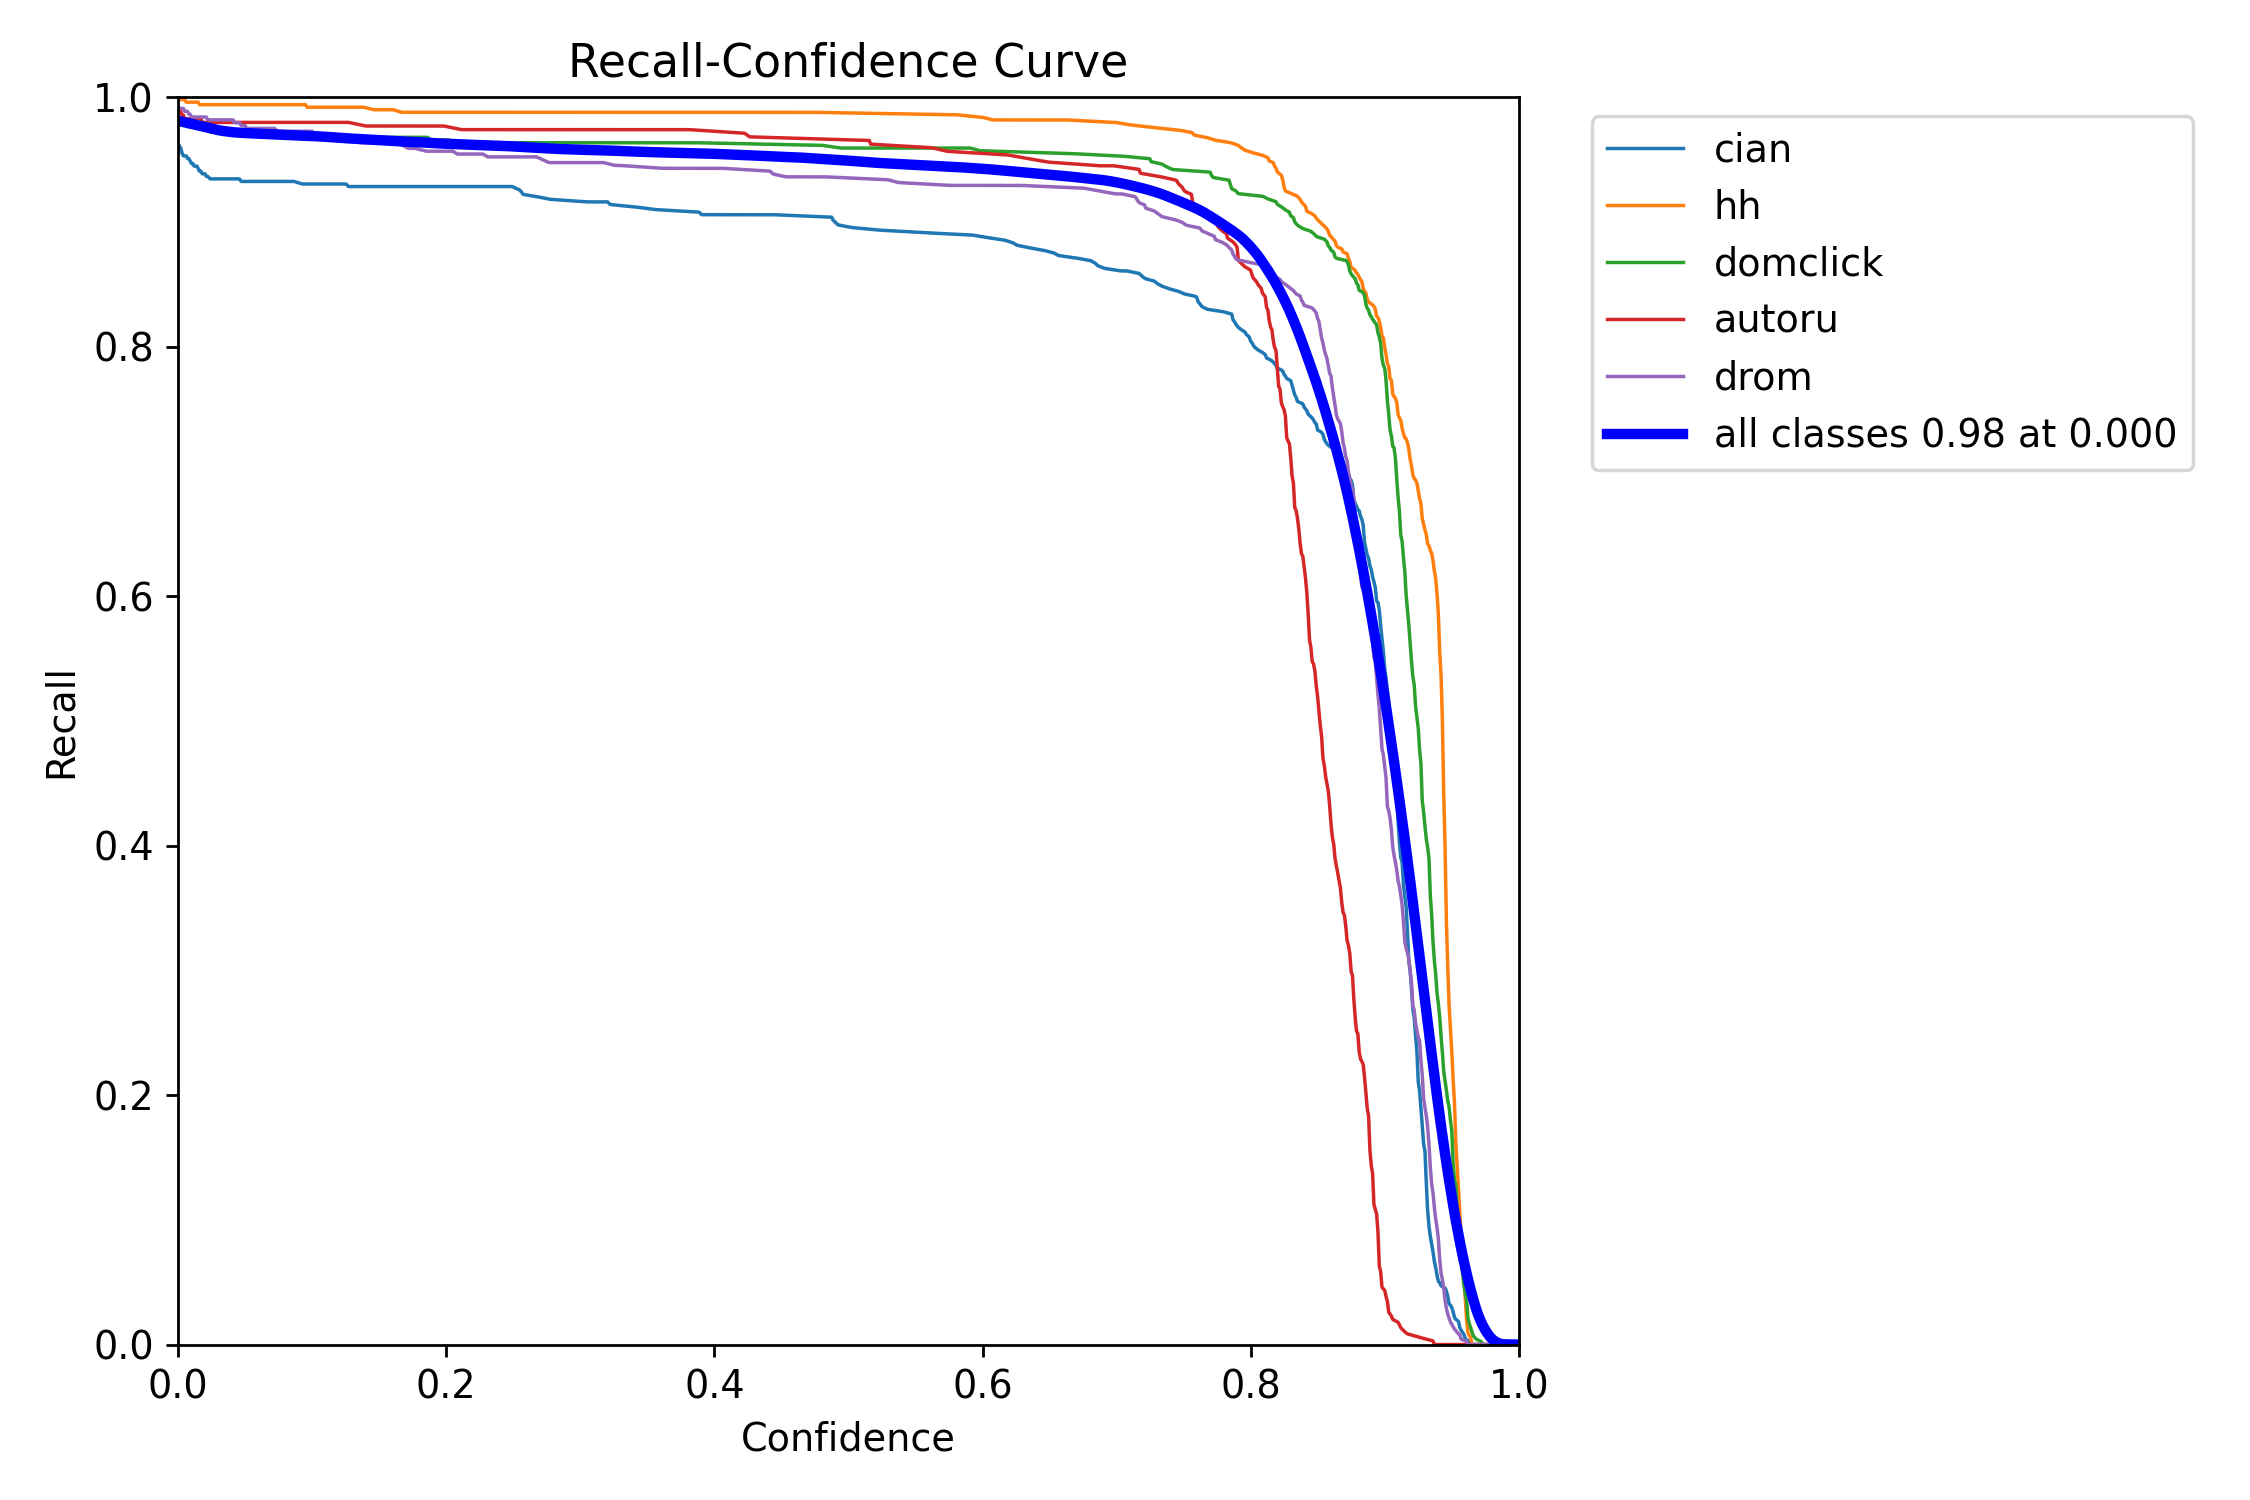 Recall-Confidence Curve
1.0
0.8
0.6
0.4
0.2
0.0
Recall
0.0 0.2 0.4 0.6 0.8 1.0
Confidence
cian
hh
domclick
autoru
drom
all classes 0.98 at 0.000